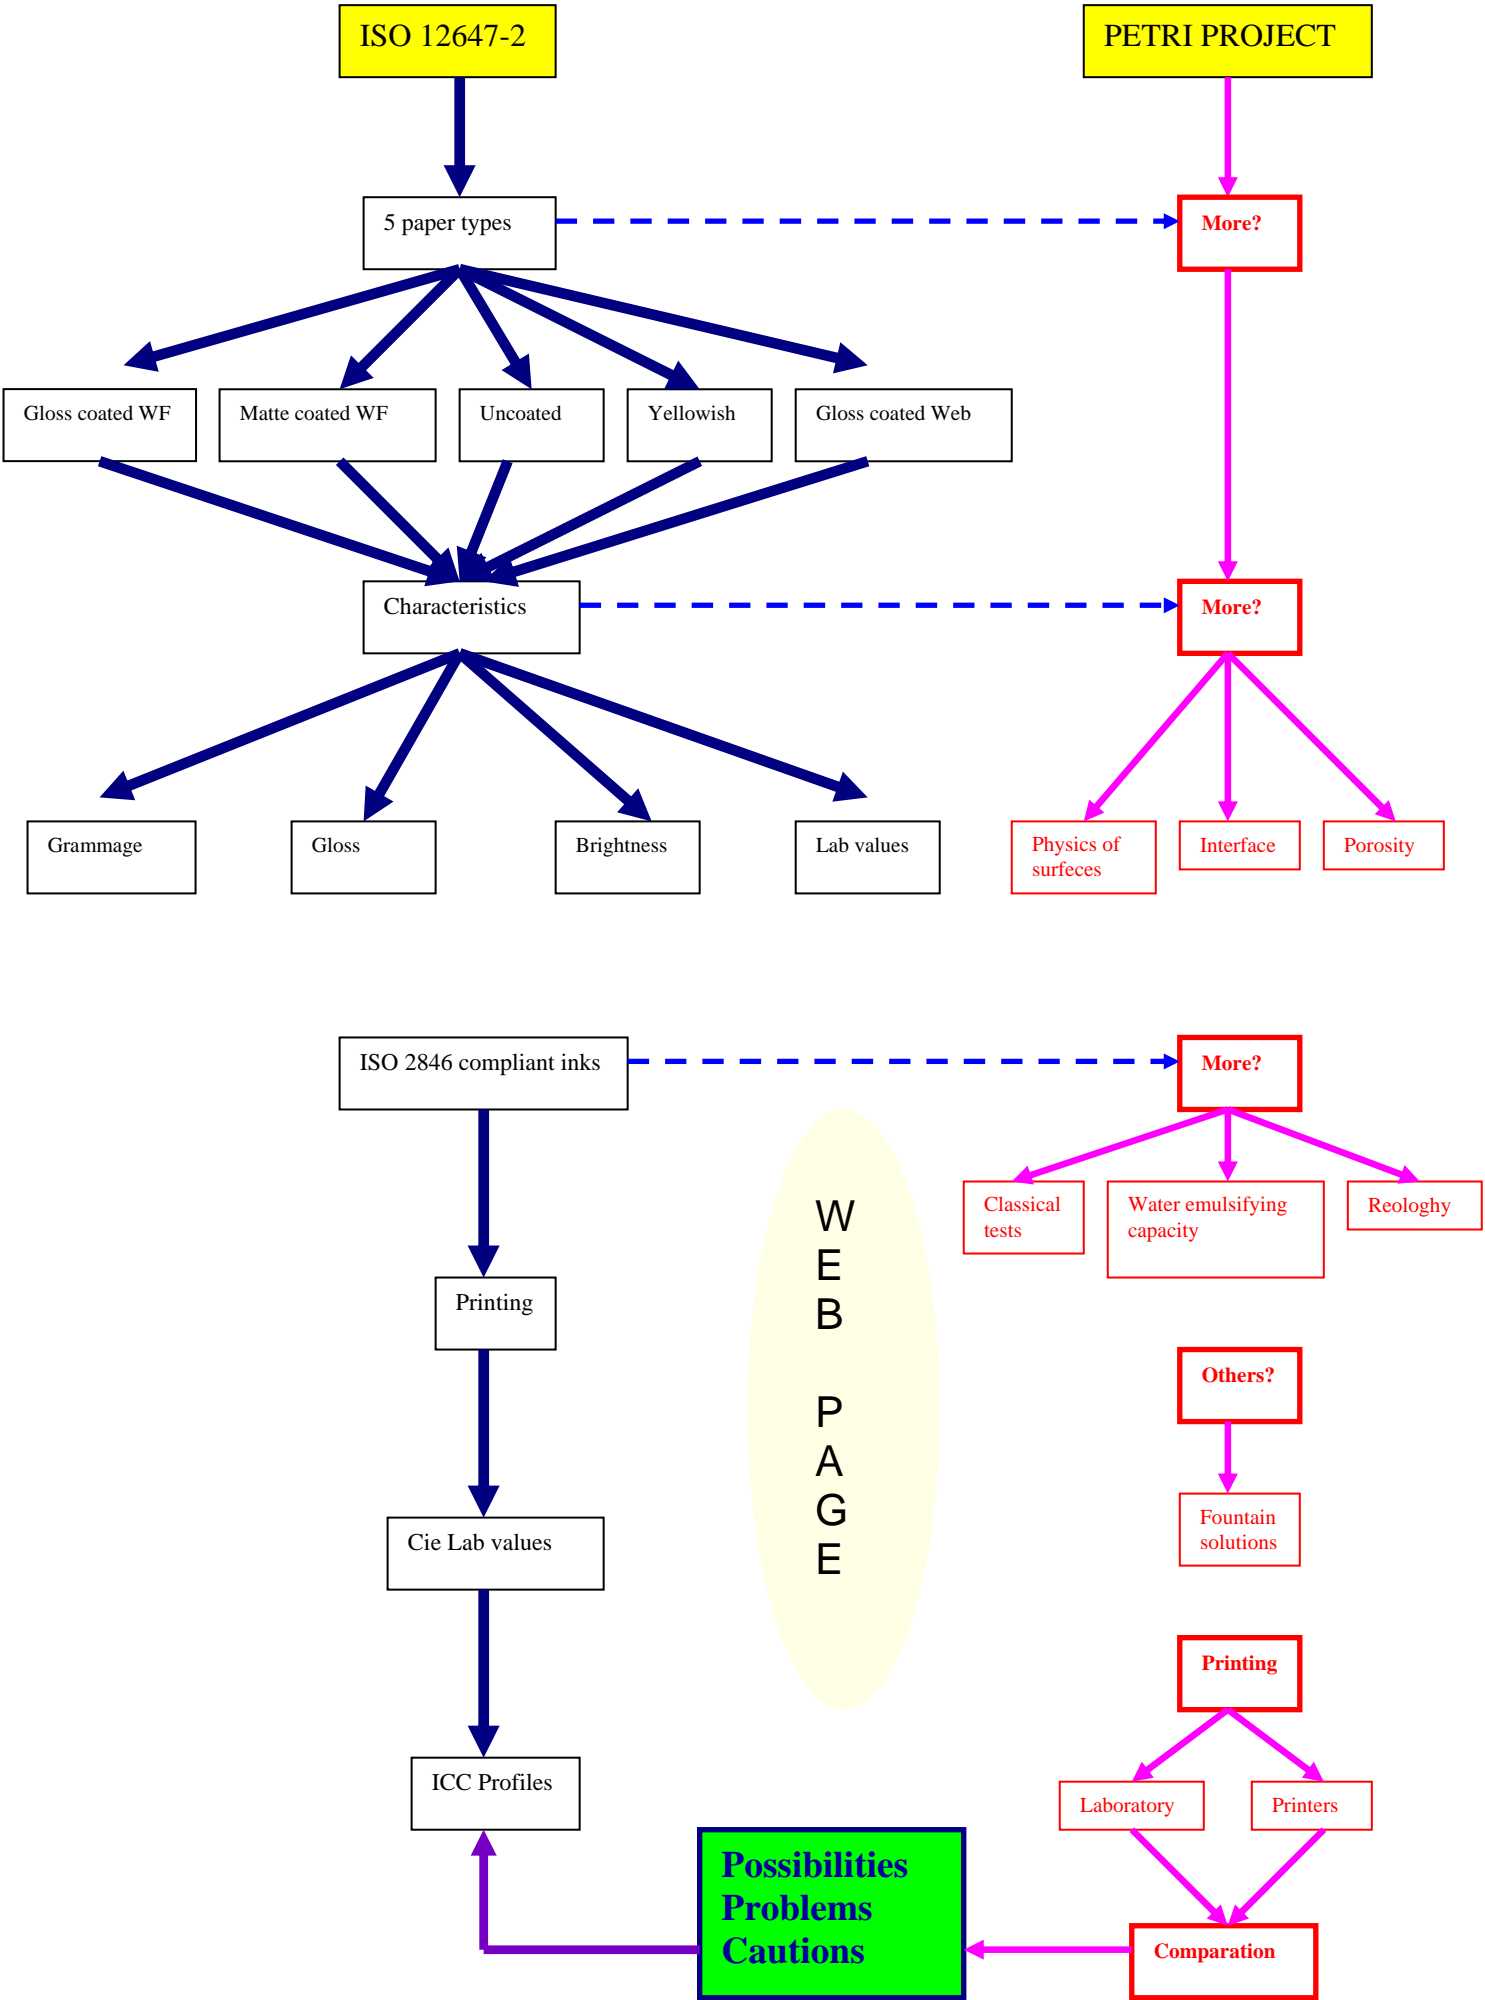 ISO 12647-2
PETRI PROJECT
5 paper types
More?
Gloss coated WF
Matte coated WF
Uncoated
Yellowish
Gloss coated Web
Characteristics
More?
Grammage
Gloss
Brightness
Lab values
Physics of
surfeces
Interface
Porosity
ISO 2846 compliant inks
More?
Classical
tests
Water emulsifying
capacity
Reologhy
W
E
B
P
A
G
E
Printing
Others?
Cie Lab values
Fountain
solutions
Printing
ICC Profiles
Laboratory
Printers
Possibilities
Problems
Cautions
Comparation